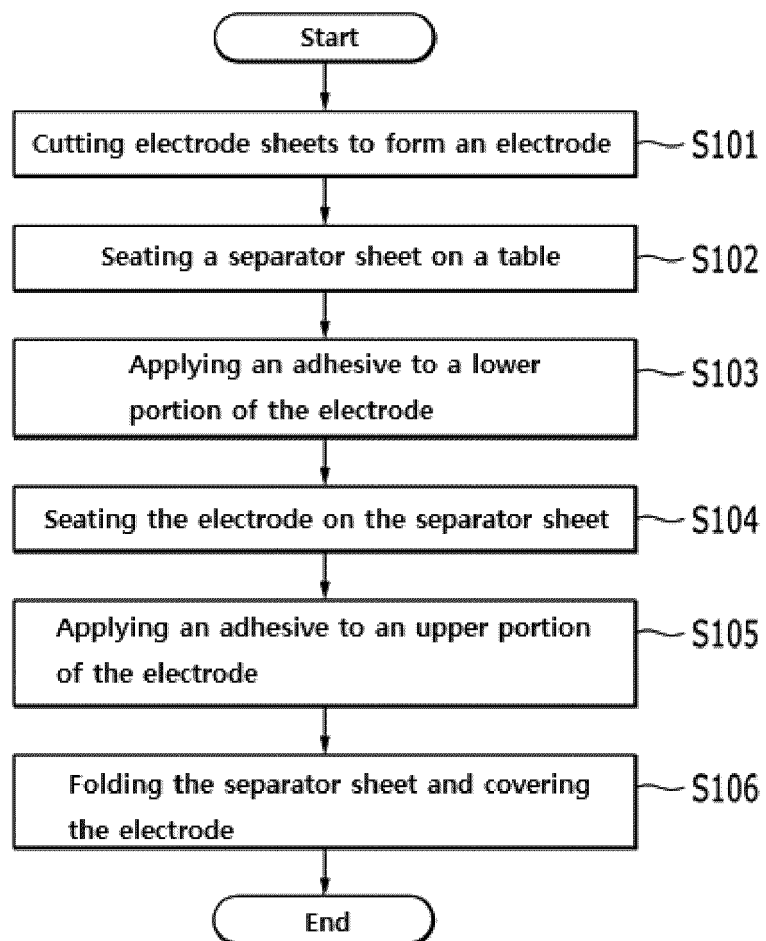 Start
Cutting electrode sheets to form an electrode
S101
Seating a separator sheet on a table
S102
Applying an adhesive to a lower
portion of the electrode
S103
Seating the electrode on the separator sheet
S104
Applying an adhesive to an upper portion
of the electrode
S105
Folding the separator sheet and covering
the electrode
S106
End